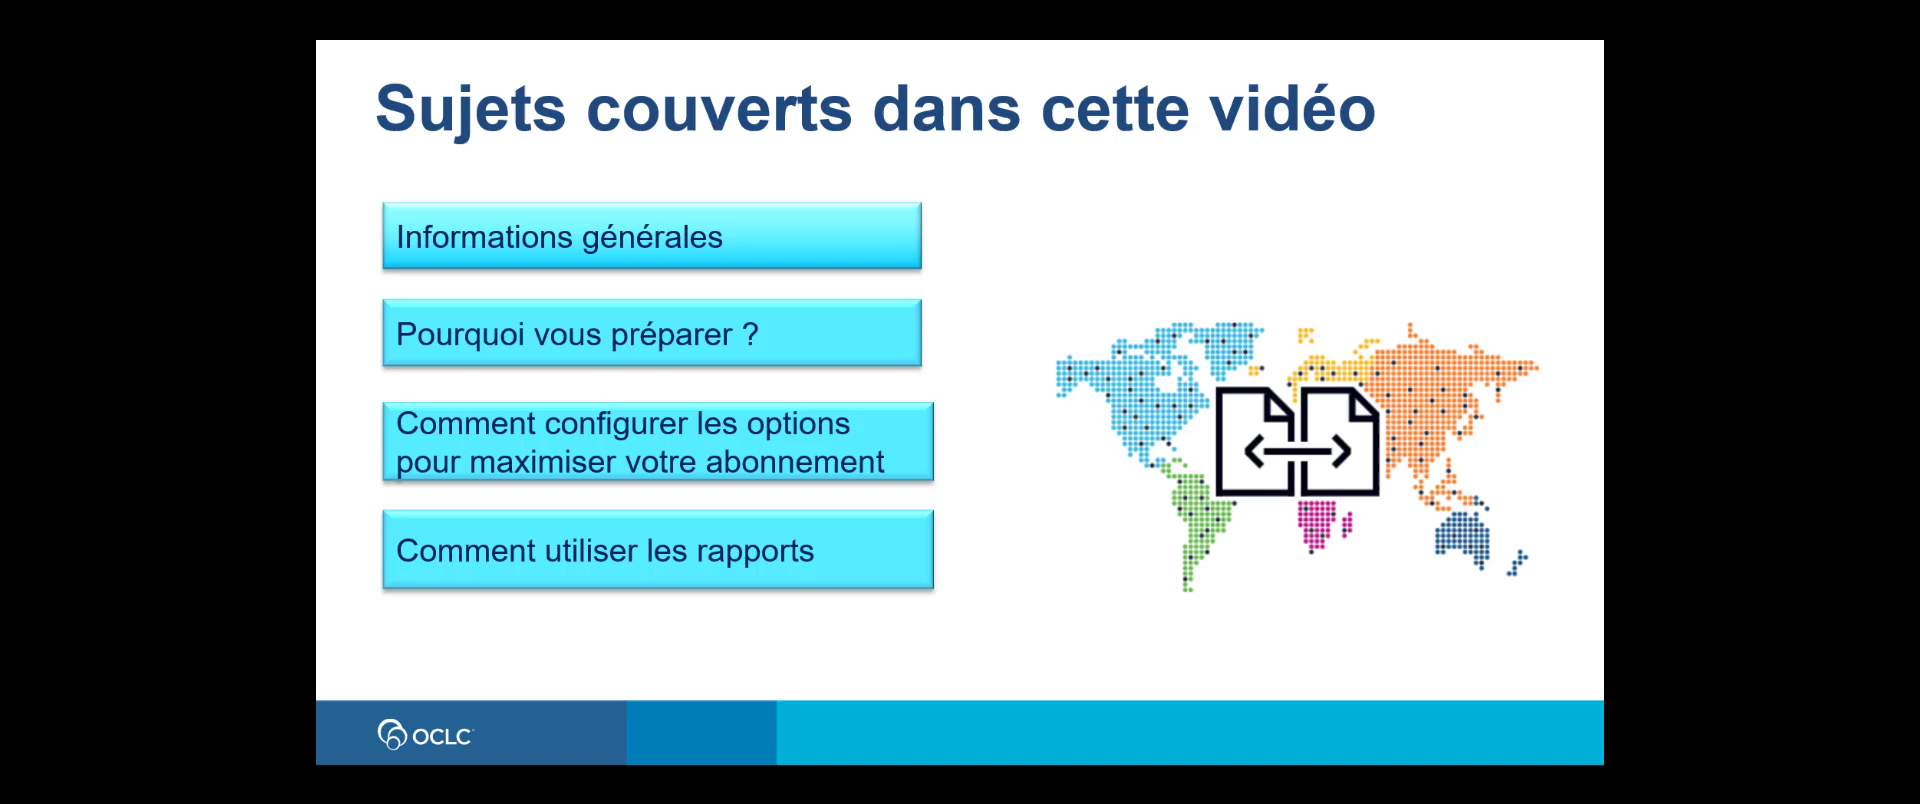 Sujets couverts dans cette vidéo
Informations générales
Pourquoi vous préparer ?
Comment configurer les options
pour maximiser votre abonnement
Comment utiliser les rapports
OCLC